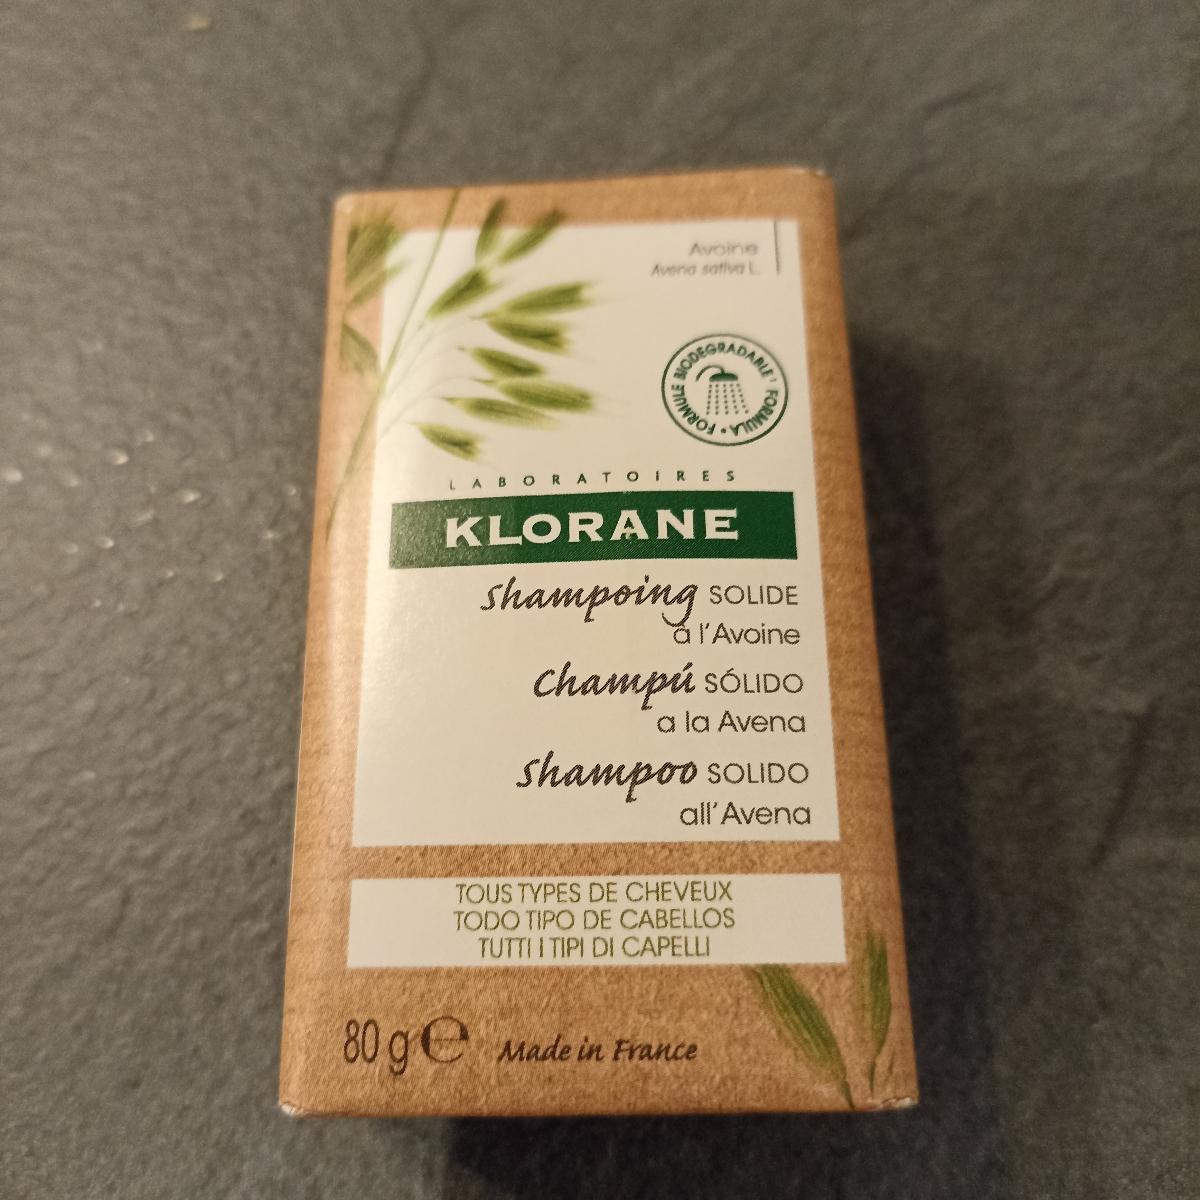 Avoine
Avena sativa L.
FORMULE BIODEGRADABLE¹ FORMULA •
LABORATOIRES
KLORANE
Shampoing SOLIDE
à l'Avoine
Champú SÓLIDO
a la Avena
Shampoo SOLIDO
all'Avena
TOUS TYPES DE CHEVEUX
TODO TIPO DE CABELLOS
TUTTI I TIPI DI CAPELLI
80 g ℮ Made in France